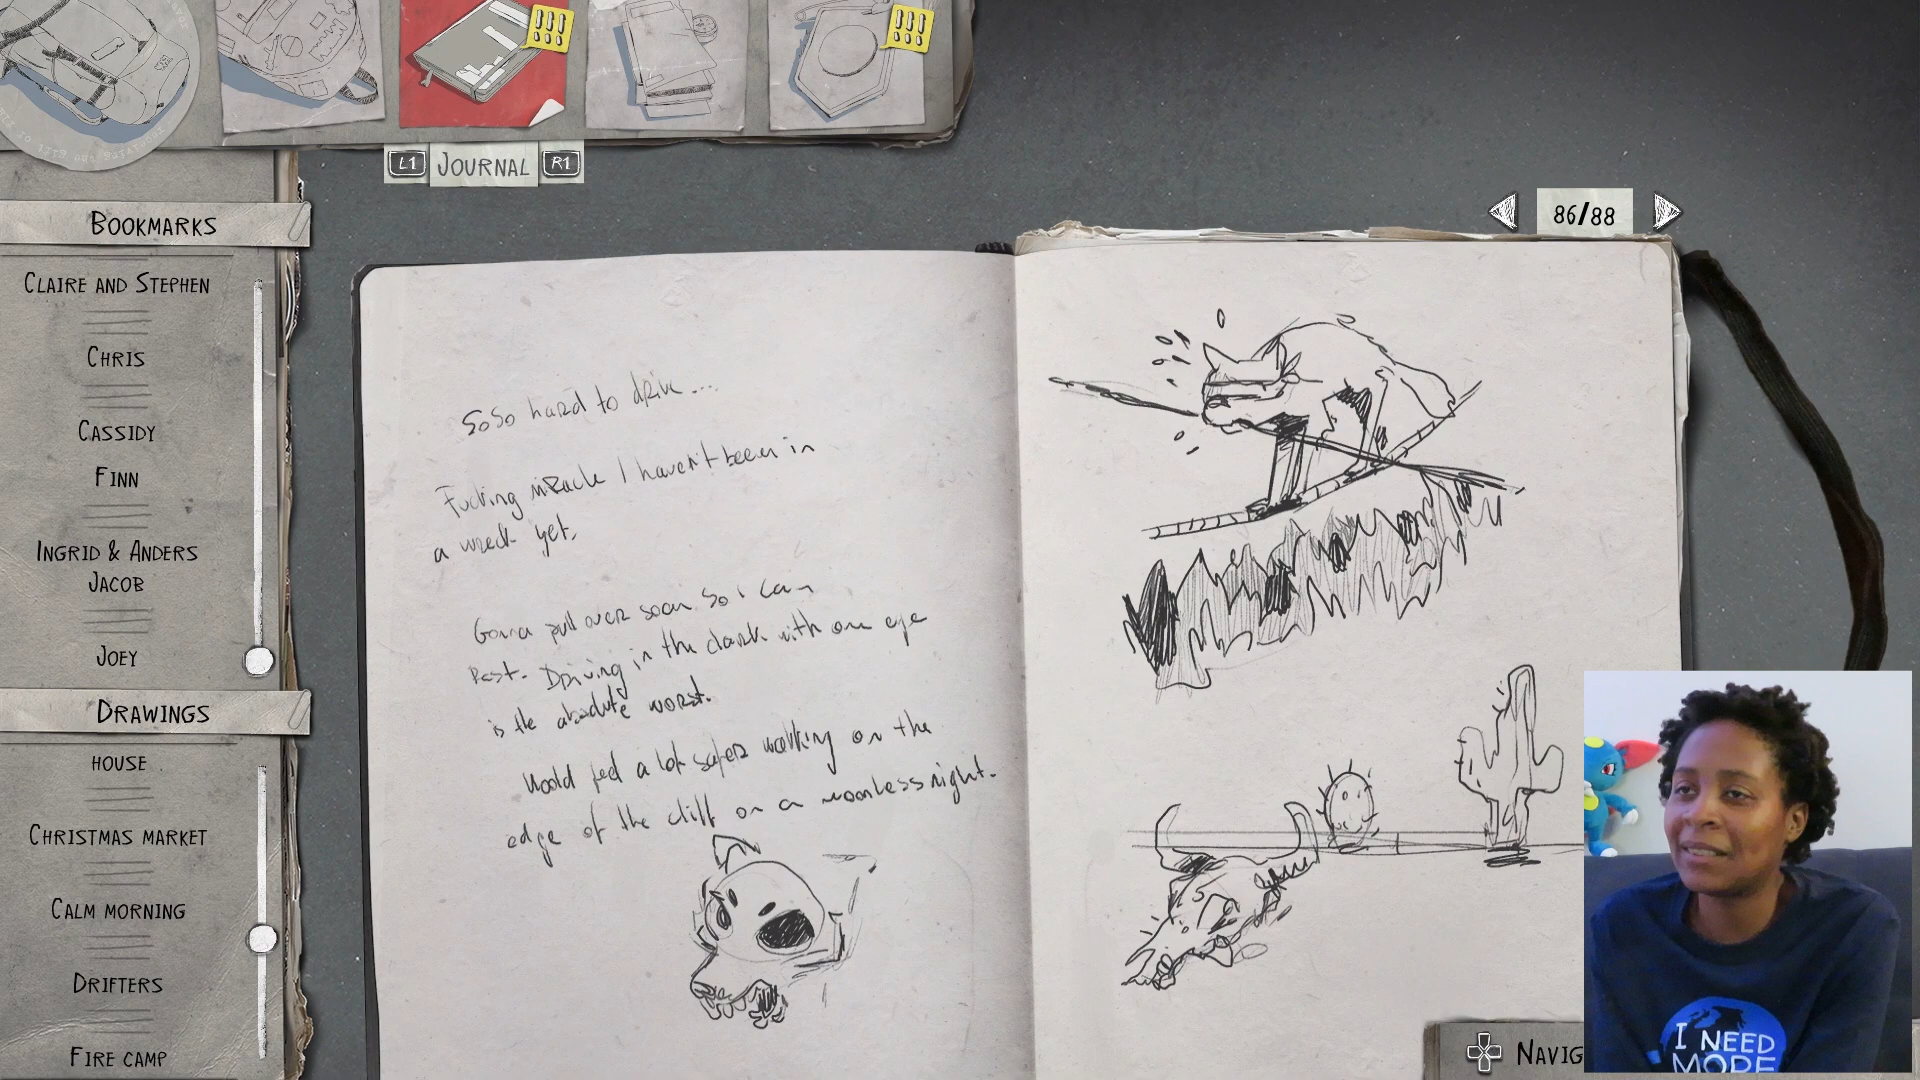 L1 JOURNAL R1
86/88
BOOKMARKS
CLAIRE AND STEPHEN
CHRIS
CASSIDY
FINN
INGRID & ANDERS
JACOB
JOEY
DRAWINGS
HOUSE
CHRISTMAS MARKET
CALM MORNING
DRIFTERS
FIRE CAMP
SoSo hard to drive....
Fucking miracle I haven't been in
a wreck yet.
Gonna pull over soon so i can
Rest. Driving in the dark with one eye
is the absolute worst.
Would feel a lot safer walking on the
edge of the cliff on a moonless night.
NAVIG
I NEED
MORE